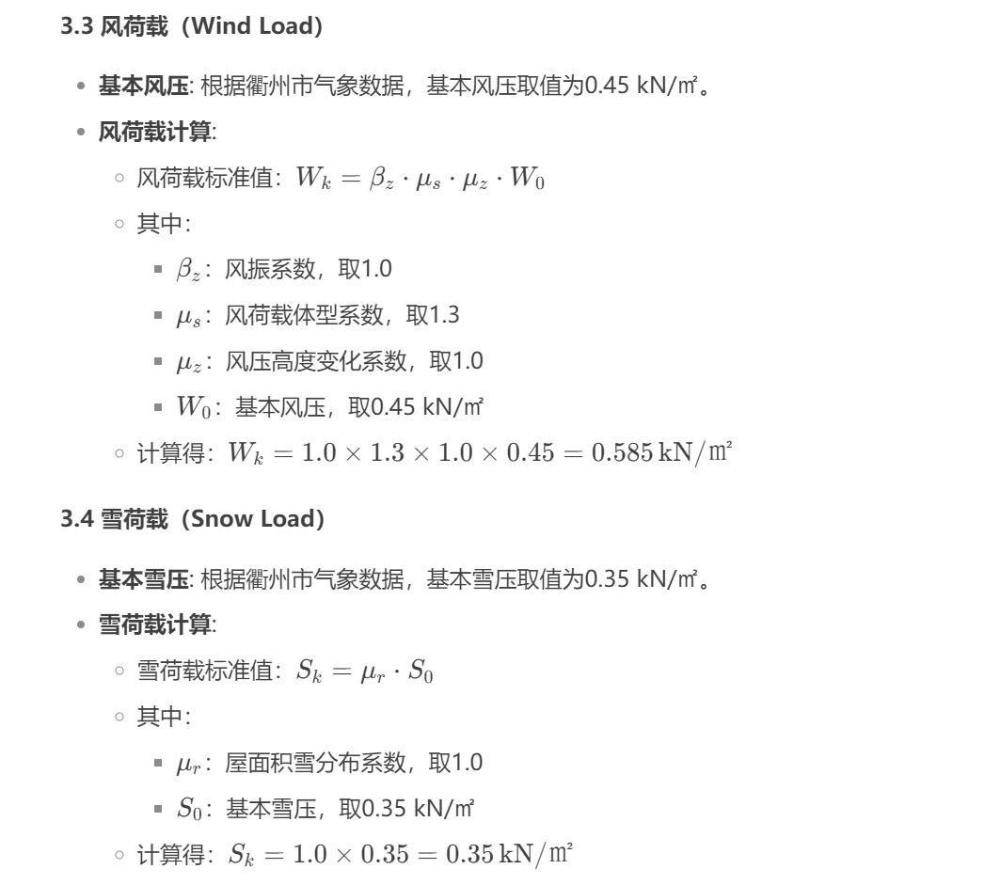 3.3 风荷载（Wind Load）
• 基本风压: 根据衢州市气象数据，基本风压取值为0.45 kN/㎡。
• 风荷载计算:
○ 风荷载标准值：$W_k = \beta_z \cdot \mu_s \cdot \mu_z \cdot W_0$
○ 其中：
▪ $\beta_z$：风振系数，取1.0
▪ $\mu_s$：风荷载体型系数，取1.3
▪ $\mu_z$：风压高度变化系数，取1.0
▪ $W_0$：基本风压，取0.45 kN/㎡
○ 计算得：$W_k = 1.0 \times 1.3 \times 1.0 \times 0.45 = 0.585 \, \text{kN/㎡}$
3.4 雪荷载（Snow Load）
• 基本雪压: 根据衢州市气象数据，基本雪压取值为0.35 kN/㎡。
• 雪荷载计算:
○ 雪荷载标准值：$S_k = \mu_r \cdot S_0$
○ 其中：
▪ $\mu_r$：屋面积雪分布系数，取1.0
▪ $S_0$：基本雪压，取0.35 kN/㎡
○ 计算得：$S_k = 1.0 \times 0.35 = 0.35 \, \text{kN/㎡}$